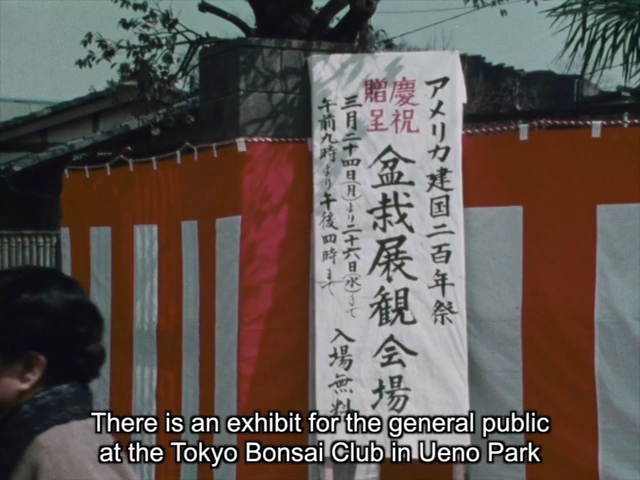 アメリカ建国二百年祭
慶祝
贈呈
盆栽展観会場
三月二十四日(月)より二十六日(水)まで
午前九時より午後四時まで
入場無料
There is an exhibit for the general public
at the Tokyo Bonsai Club in Ueno Park